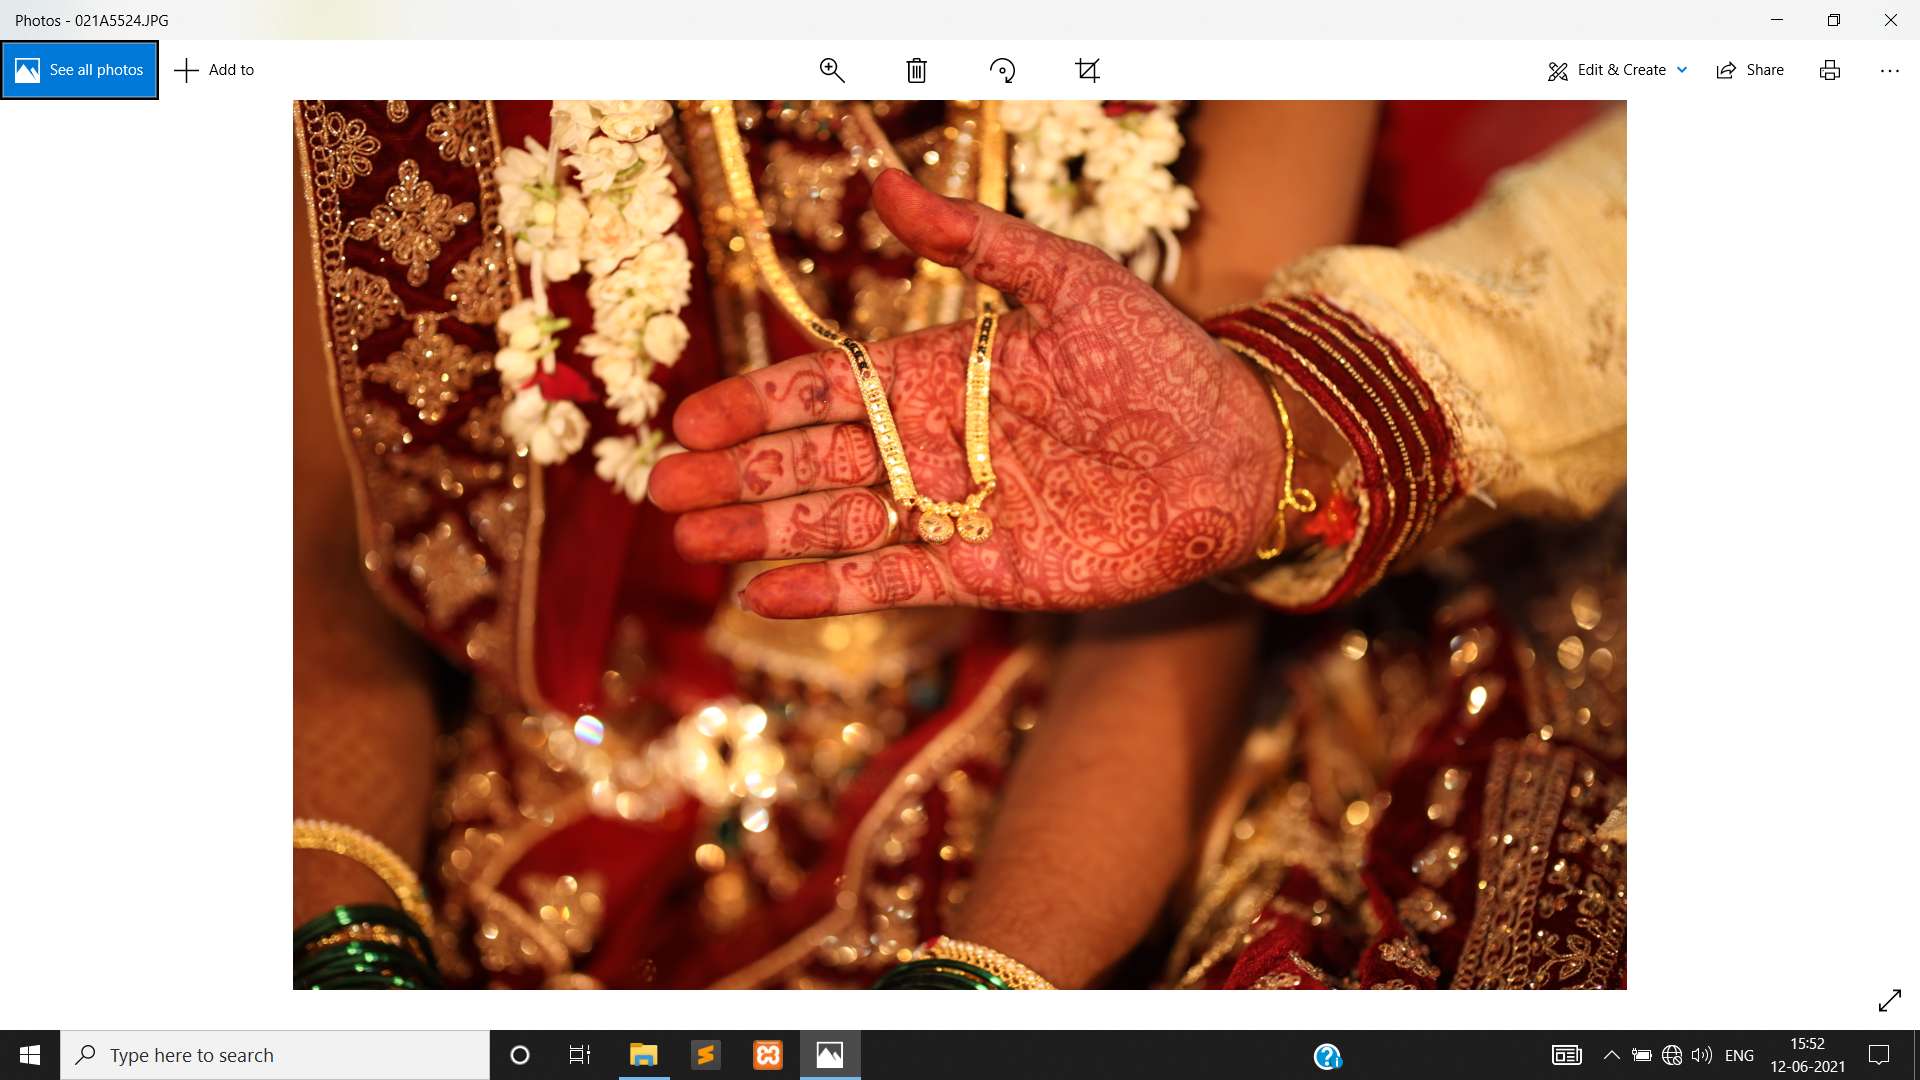 Photos - 021A5524.JPG
See all photos
Add to
Edit & Create
Share
Type here to search
ENG
15:52
12-06-2021